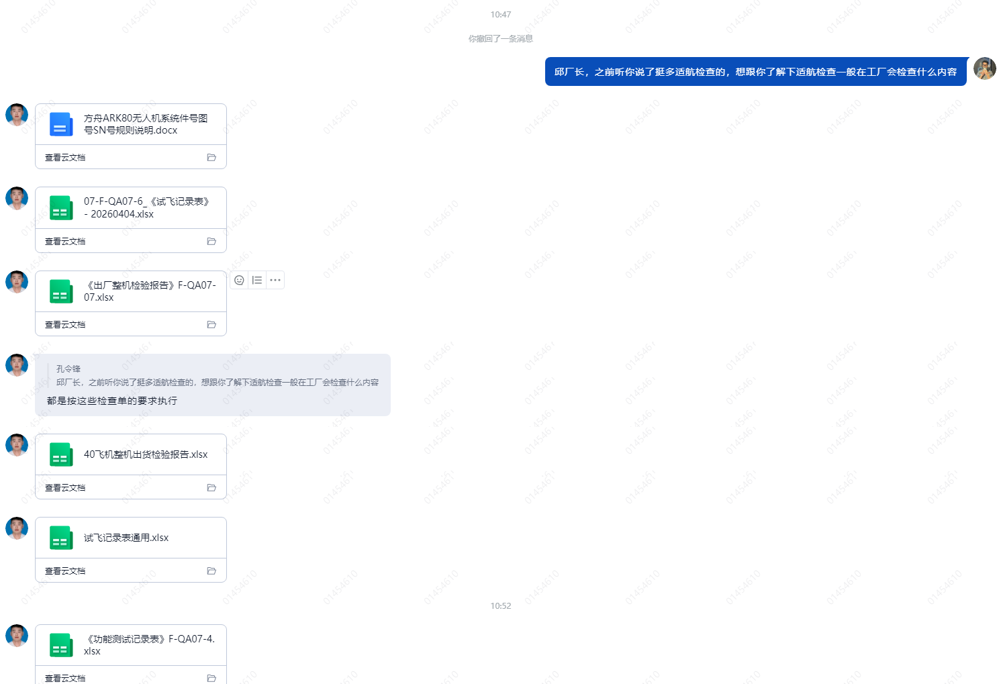 10:47
你撤回了一条消息
邱厂长，之前听你说了挺多适航检查的，想跟你了解下适航检查一般在工厂会检查什么内容
方舟ARK80无人机系统件号图
号SN号规则说明.docx
查看云文档
07-F-QA07-6_《试飞记录表》
- 20260404.xlsx
查看云文档
《出厂整机检验报告》F-QA07-
07.xlsx
查看云文档
孔令锋
邱厂长，之前听你说了挺多适航检查的，想跟你了解下适航检查一般在工厂会检查什么内容
都是按这些检查单的要求执行
40飞机整机出货检验报告.xlsx
查看云文档
试飞记录表通用.xlsx
查看云文档
10:52
《功能测试记录表》F-QA07-4.
xlsx
查看云文档
01454610